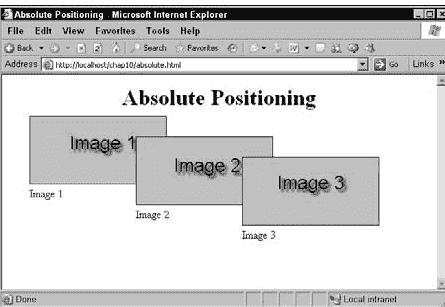 Absolute Positioning - Microsoft Internet Explorer
File Edit View Favorites Tools Help
Back Search Favorites
Address http://localhost/chap10/absolute.html Go Links »
Absolute Positioning
Image 1
Image 2
Image 3
Image 1
Image 2
Image 3
Done Local intranet